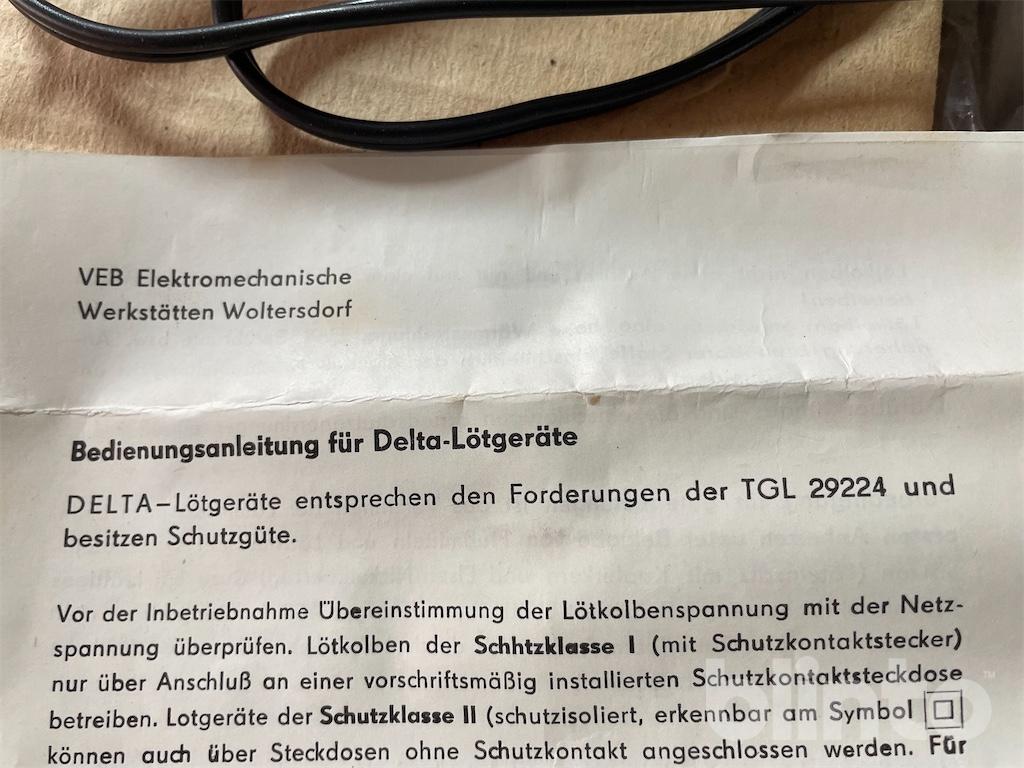 VEB Elektromechanische
Werkstätten Woltersdorf
Bedienungsanleitung für Delta-Lötgeräte
DELTA–Lötgeräte entsprechen den Forderungen der TGL 29224 und
besitzen Schutzgüte.
Vor der Inbetriebnahme Übereinstimmung der Lötkolbenspannung mit der Netz-
spannung überprüfen. Lötkolben der Schhtzklasse I (mit Schutzkontaktstecker)
nur über Anschluß an einer vorschriftsmäßig installierten Schutzkontaktsteckdose
betreiben. Lotgeräte der Schutzklasse II (schutzisoliert, erkennbar am Symbol
können auch über Steckdosen ohne Schutzkontakt angeschlossen werden. Für
blinto™